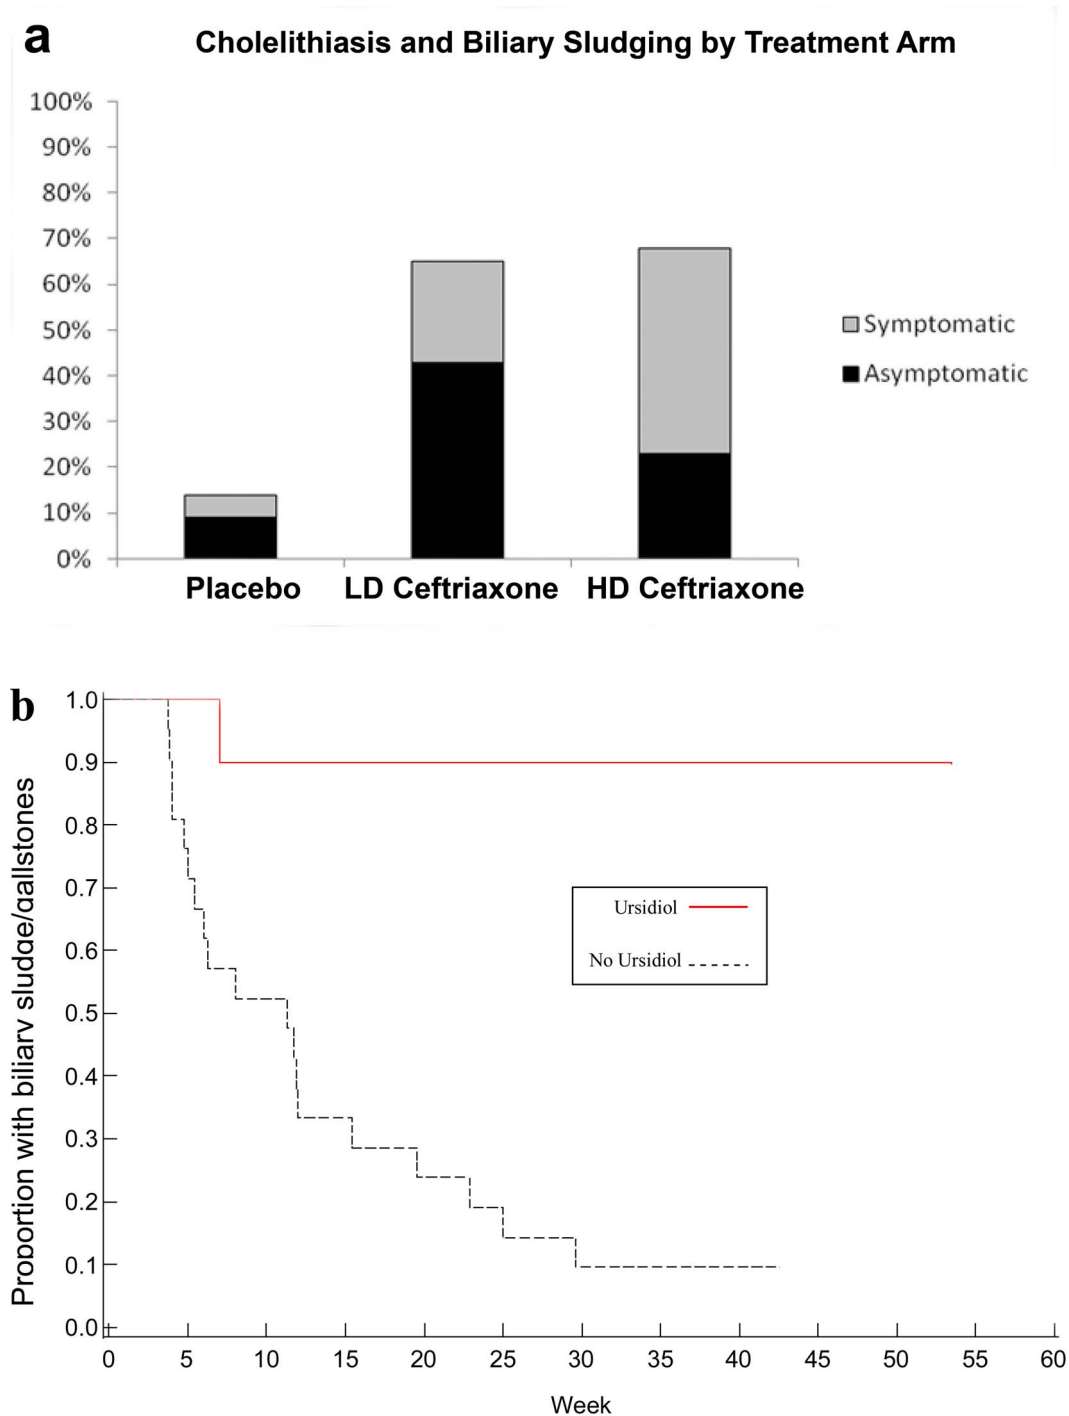 a
Cholelithiasis and Biliary Sludging by Treatment Arm
100%
90%
80%
70%
60%
50%
40%
30%
20%
10%
0%
Placebo LD Ceftriaxone HD Ceftriaxone
Symptomatic
Asymptomatic
b
Proportion with biliary sludge/gallstones
1.0
0.9
0.8
0.7
0.6
0.5
0.4
0.3
0.2
0.1
0.0
Ursidiol
No Ursidiol
0 5 10 15 20 25 30 35 40 45 50 55 60
Week